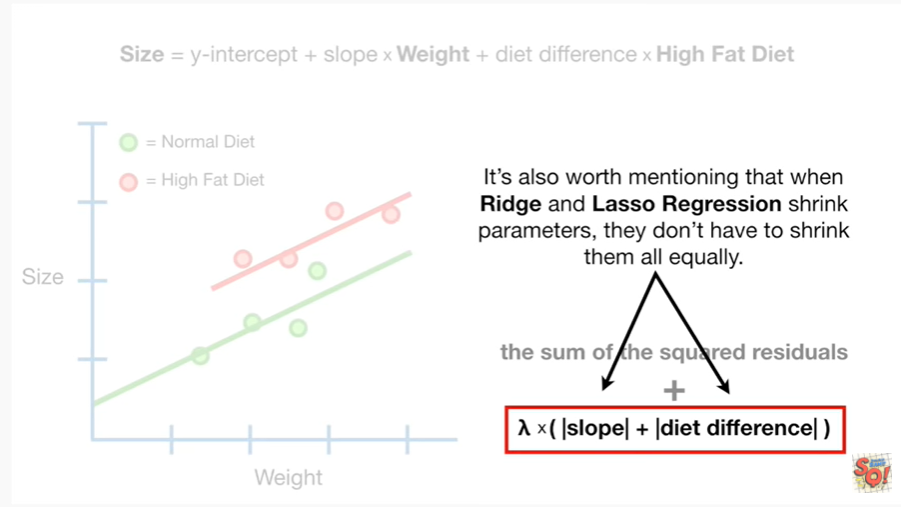 Size = y-intercept + slope x Weight + diet difference x High Fat Diet
= Normal Diet
= High Fat Diet
It's also worth mentioning that when
Ridge and Lasso Regression shrink
parameters, they don't have to shrink
them all equally.
Size
the sum of the squared residuals
+
λ x ( |slope| + |diet difference| )
Weight
SQ!